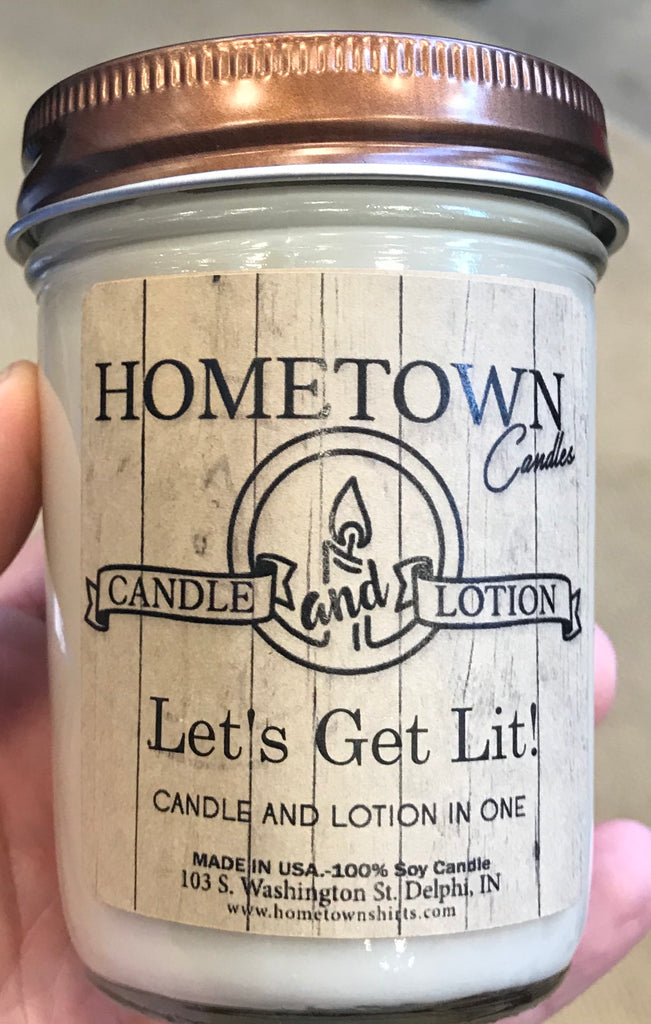 HOMETOWN
Candles
CANDLE and LOTION
Let's Get Lit!
CANDLE AND LOTION IN ONE
MADE IN USA.-100% Soy Candle
103 S. Washington St. Delphi, IN
www.hometownshirts.com